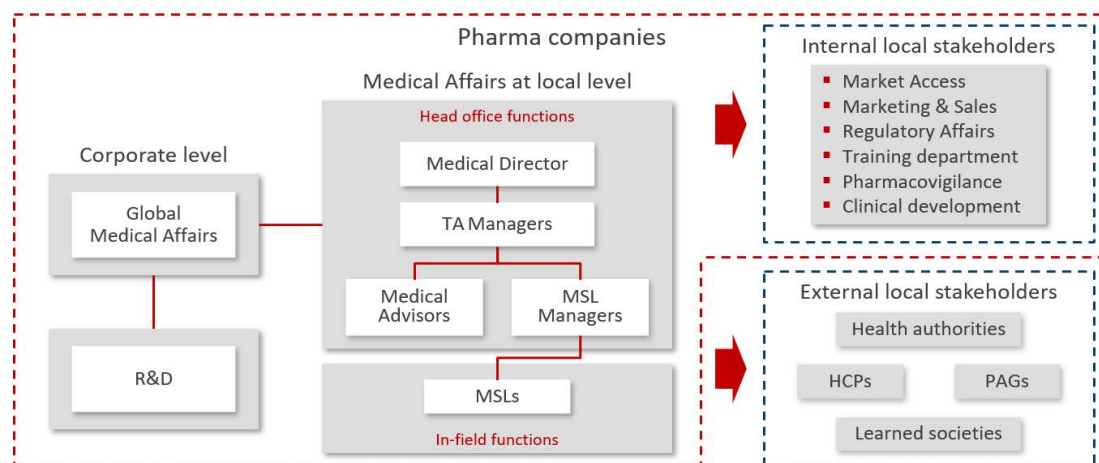 Pharma companies
Corporate level
Global
Medical Affairs
R&D
Medical Affairs at local level
Head office functions
Medical Director
TA Managers
Medical
Advisors
MSL
Managers
MSLs
In-field functions
Internal local stakeholders
Market Access
Marketing & Sales
Regulatory Affairs
Training department
Pharmacovigilance
Clinical development
External local stakeholders
Health authorities
HCPs
PAGs
Learned societies